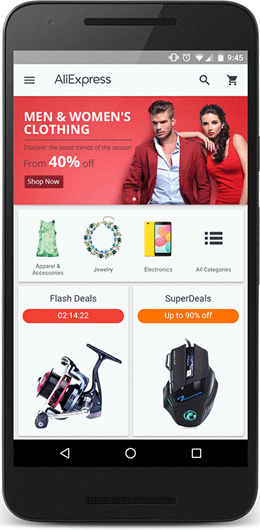 9:45
AliExpress
MEN & WOMEN'S
CLOTHING
Discover the latest trends of the season
From 40% off
Shop Now
Apparel &
Accessories
Jewelry
Electronics
All Categories
Flash Deals
SuperDeals
02:14:22
Up to 90% off